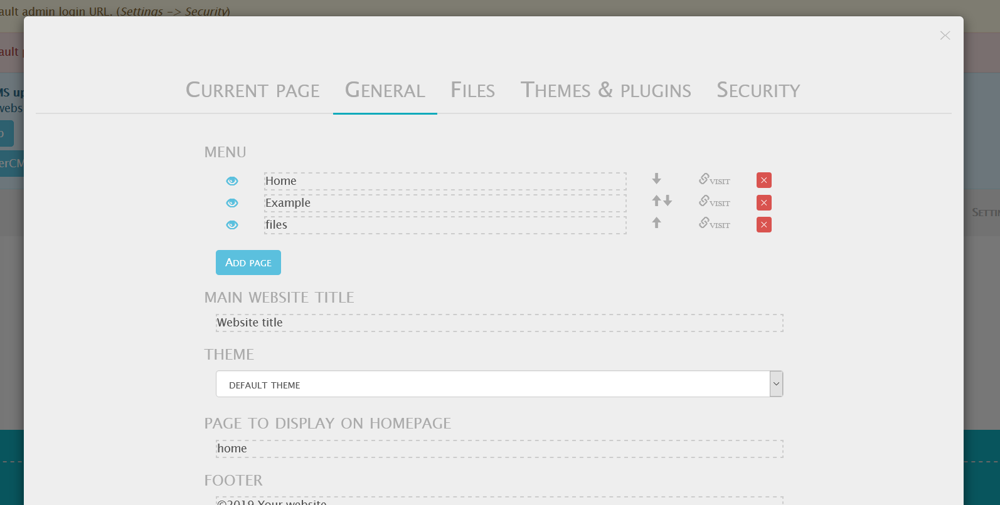 ault admin login URL. (Settings -> Security)
ault
MS up
webs
erCM
Settin
Current page General Files Themes & plugins Security
MENU
Home visit
Example visit
files visit
Add page
MAIN WEBSITE TITLE
Website title
THEME
DEFAULT THEME
PAGE TO DISPLAY ON HOMEPAGE
home
FOOTER
©2019 Your website